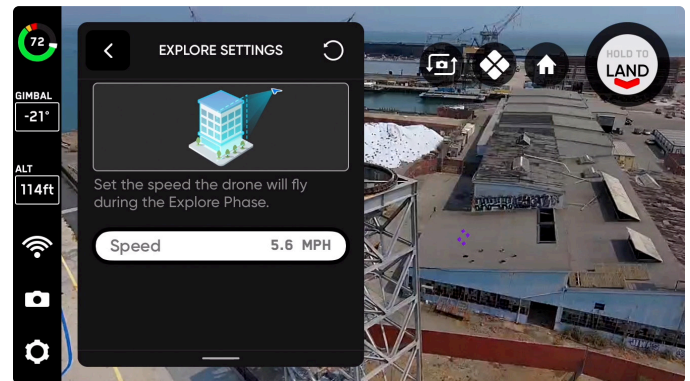 72
EXPLORE SETTINGS
HOLD TO
LAND
GIMBAL
-21°
ALT
114ft
Set the speed the drone will fly
during the Explore Phase.
Speed 5.6 MPH